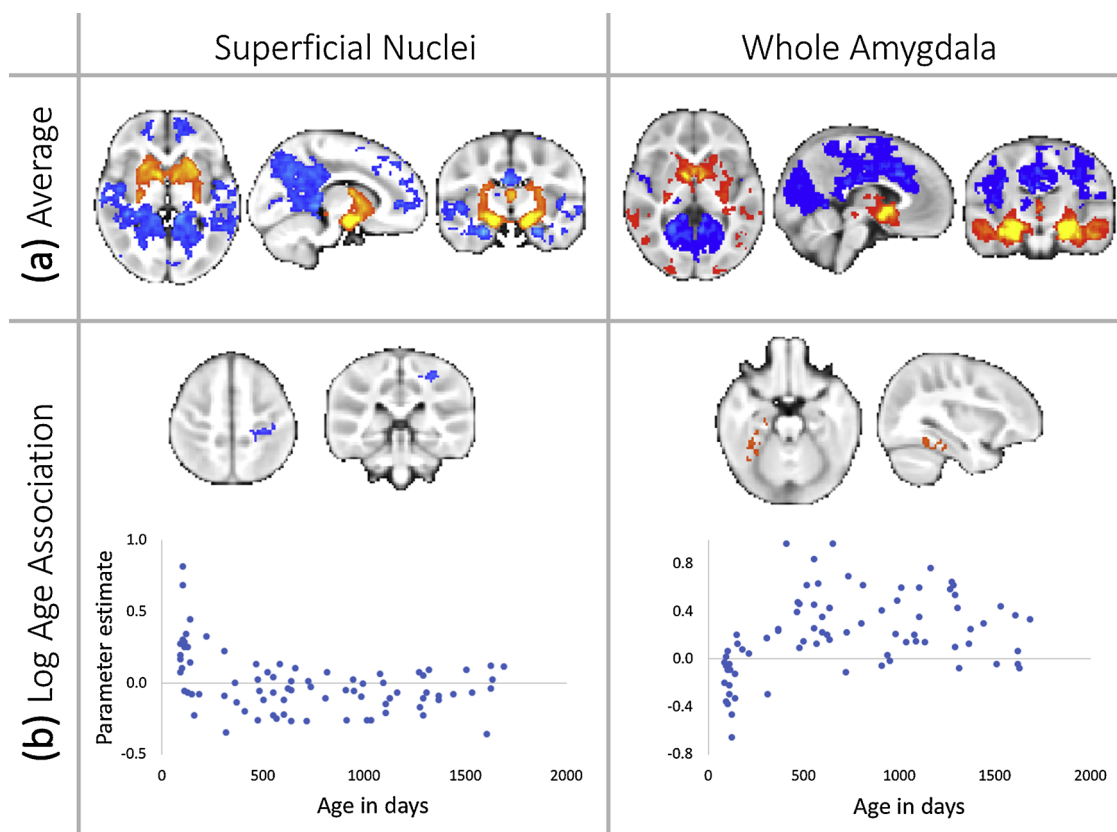 Superficial Nuclei
Whole Amygdala
(a) Average
(b) Log Age Association
Parameter estimate
1.0
0.5
0.0
-0.5
0
500
1000
1500
2000
Age in days
0.8
0.4
0.0
-0.4
-0.8
0
500
1000
1500
2000
Age in days